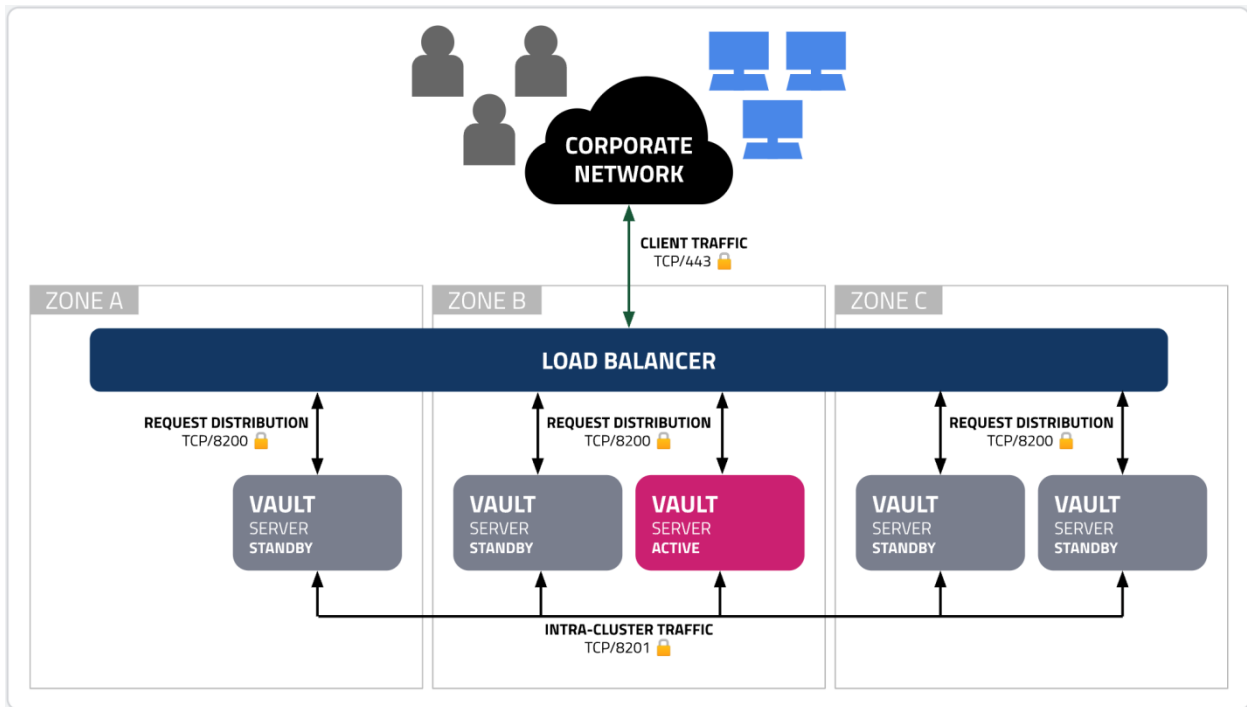 CORPORATE
NETWORK
CLIENT TRAFFIC
TCP/443
ZONE A
ZONE B
ZONE C
LOAD BALANCER
REQUEST DISTRIBUTION
TCP/8200
REQUEST DISTRIBUTION
TCP/8200
REQUEST DISTRIBUTION
TCP/8200
VAULT
SERVER
STANDBY
VAULT
SERVER
STANDBY
VAULT
SERVER
ACTIVE
VAULT
SERVER
STANDBY
VAULT
SERVER
STANDBY
INTRA-CLUSTER TRAFFIC
TCP/8201